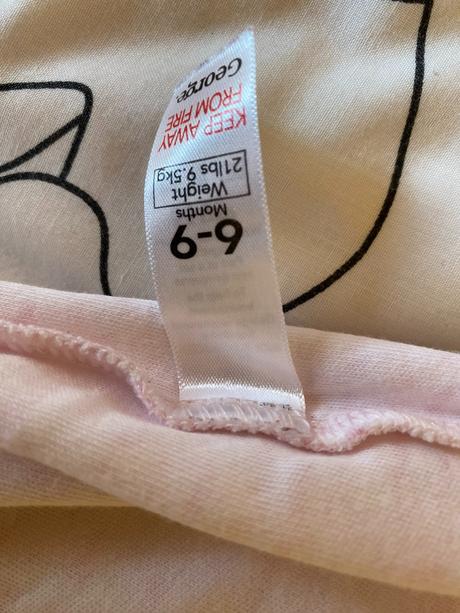 6-9
Months
Weight
21lbs 9.5kg
KEEP AWAY
FROM FIRE
George